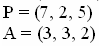 P = (7, 2, 5)
A = (3, 3, 2)